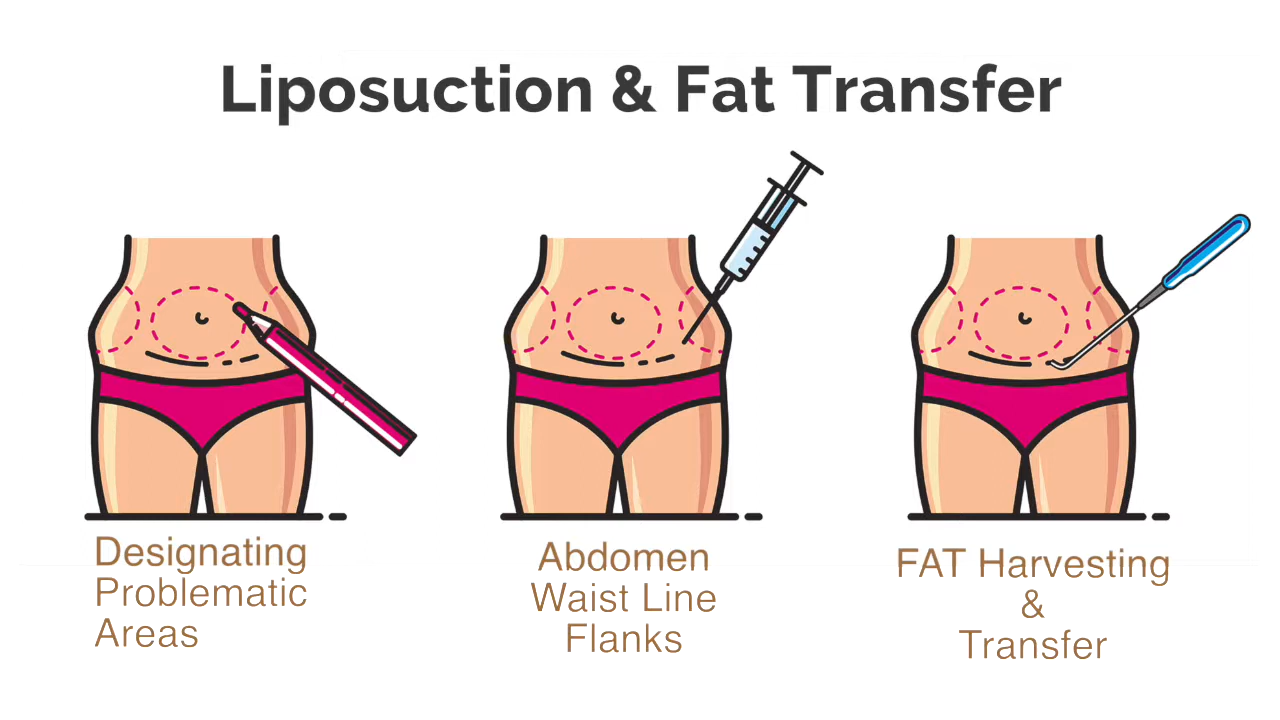 Liposuction & Fat Transfer
Designating
Problematic
Areas
Abdomen
Waist Line
Flanks
FAT Harvesting
&
Transfer